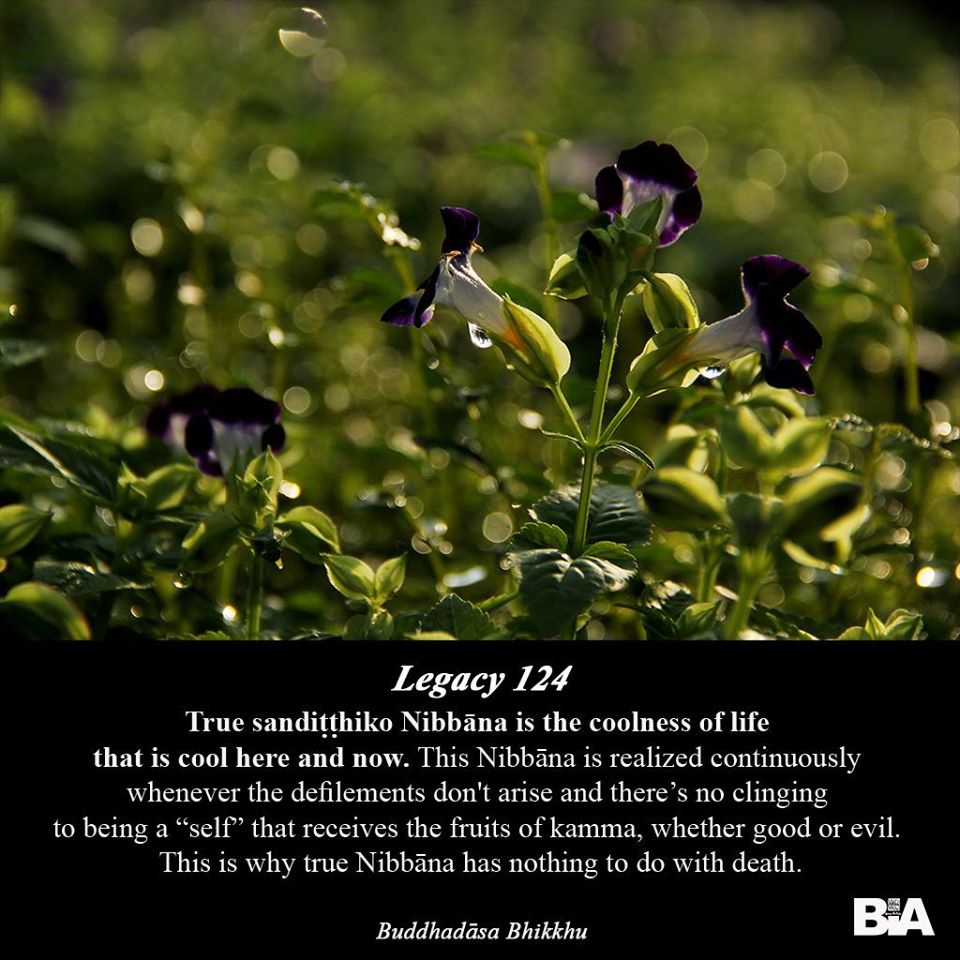 Legacy 124
True sandiṭṭhiko Nibbāna is the coolness of life
that is cool here and now. This Nibbāna is realized continuously
whenever the defilements don't arise and there’s no clinging
to being a “self” that receives the fruits of kamma, whether good or evil.
This is why true Nibbāna has nothing to do with death.
Buddhadāsa Bhikkhu
BiA